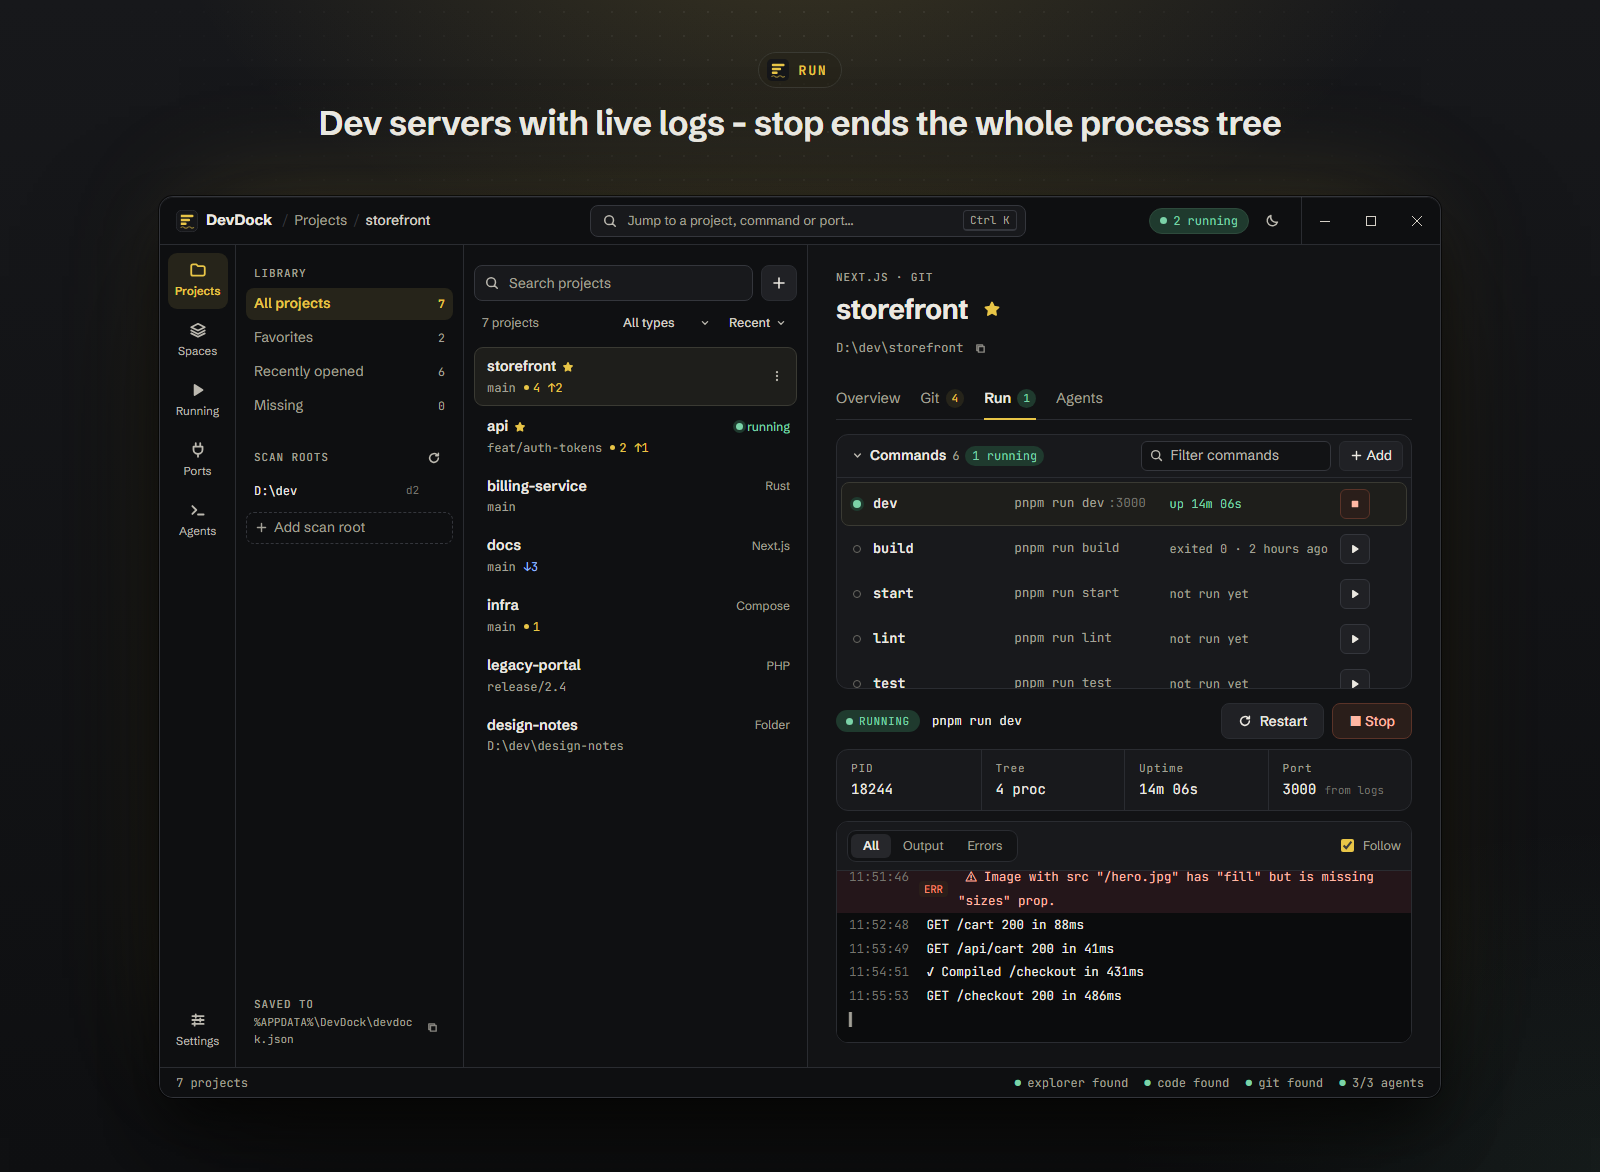 RUN
Dev servers with live logs - stop ends the whole process tree
DevDock / Projects / storefront
Jump to a project, command or port... Ctrl K
2 running
Projects
Spaces
Running
Ports
Agents
Settings
LIBRARY
All projects 7
Favorites 2
Recently opened 6
Missing 0
SCAN ROOTS
D:\dev d2
+ Add scan root
SAVED TO
%APPDATA%\DevDock\devdoc
k.json
Search projects
7 projects All types Recent
storefront
main 4 ↑2
api running
feat/auth-tokens 2 ↑1
billing-service Rust
main
docs Next.js
main ↓3
infra Compose
main 1
legacy-portal PHP
release/2.4
design-notes Folder
D:\dev\design-notes
NEXT.JS · GIT
storefront
D:\dev\storefront
Overview Git 4 Run 1 Agents
Commands 6 1 running Filter commands + Add
dev pnpm run dev :3000 up 14m 06s
build pnpm run build exited 0 · 2 hours ago
start pnpm run start not run yet
lint pnpm run lint not run yet
test pnpm run test not run yet
RUNNING pnpm run dev Restart Stop
PID Tree Uptime Port
18244 4 proc 14m 06s 3000 from logs
All Output Errors Follow
11:51:46 ERR ⚠ Image with src "/hero.jpg" has "fill" but is missing
"sizes" prop.
11:52:48 GET /cart 200 in 88ms
11:53:49 GET /api/cart 200 in 41ms
11:54:51 ✓ Compiled /checkout in 431ms
11:55:53 GET /checkout 200 in 486ms
7 projects explorer found code found git found 3/3 agents